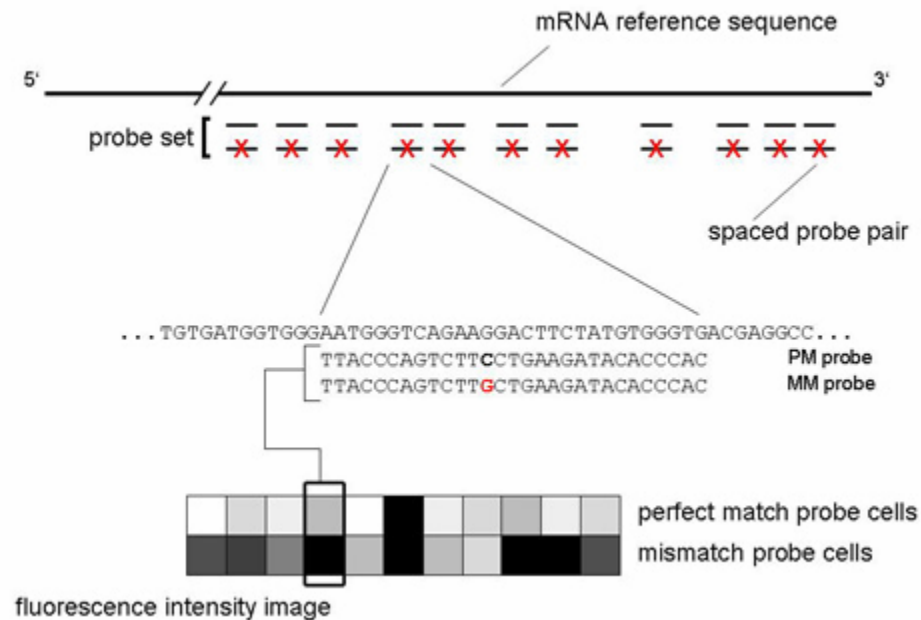 mRNA reference sequence
5‘ 3‘
probe set
X X X X X X X X X X X
spaced probe pair
...TGTGATGGTGGGAATGGGTCAGAAGGACTTCTATGTGGGTGACGAGGCC...
TTACCCAGTCTTCCTGAAGATACACCCAC PM probe
TTACCCAGTCTTGCTGAAGATACACCCAC MM probe
perfect match probe cells
mismatch probe cells
fluorescence intensity image